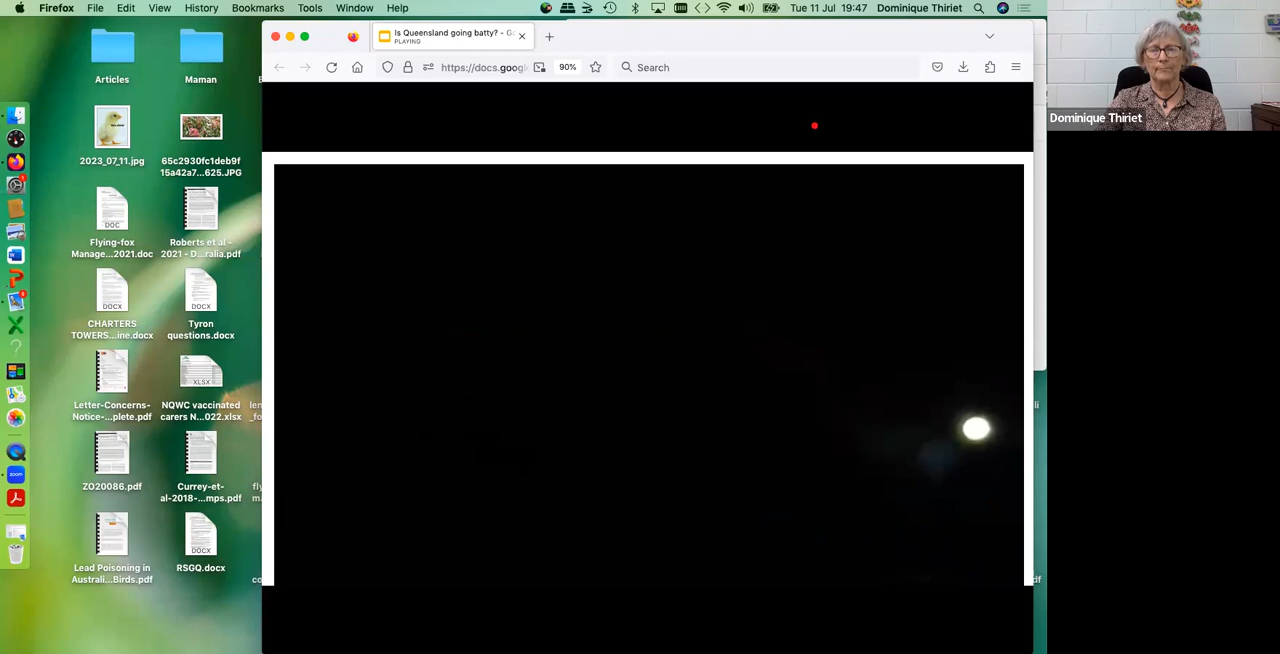 Firefox File Edit View History Bookmarks Tools Window Help Tue 11 Jul 19:47 Dominique Thiriet
Is Queensland going batty? - Go
PLAYING
https://docs.googl 90% Search
Articles Maman
2023_07_11.jpg 65c2930fc1deb9f
15a42a7...625.JPG
DOC
Flying-fox Roberts et al -
Manage...2021.doc 2021 - D...ralia.pdf
DOCX DOCX
CHARTERS Tyron
TOWERS...ine.docx questions.docx
XLSX
Letter-Concerns- NQWC vaccinated
Notice-...plete.pdf carers N...022.xlsx
ZO20086.pdf Currey-et-
al-2018-...mps.pdf
DOCX
Lead Poisoning in RSGQ.docx
Australi...Birds.pdf
zoom
Dominique Thiriet